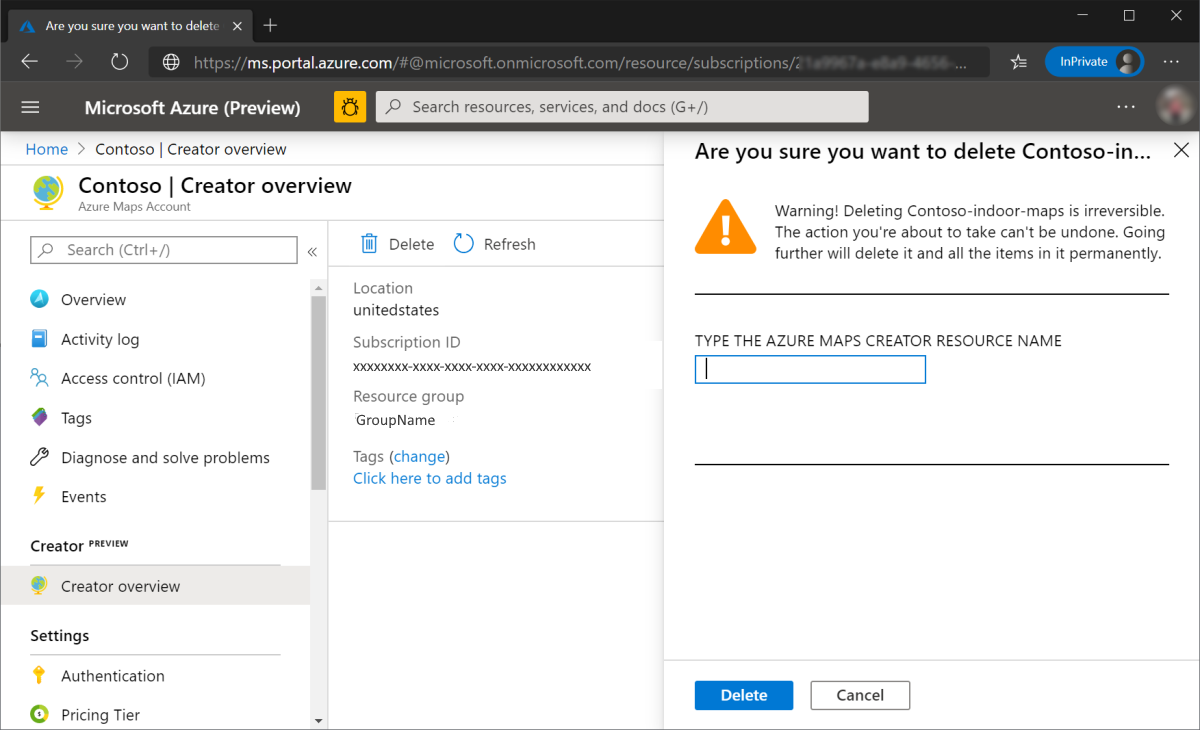 Are you sure you want to delete
https://ms.portal.azure.com/#@microsoft.onmicrosoft.com/resource/subscriptions/
InPrivate
Microsoft Azure (Preview)
Search resources, services, and docs (G+/)
Home > Contoso | Creator overview
Contoso | Creator overview
Azure Maps Account
Search (Ctrl+/)
«
Overview
Activity log
Access control (IAM)
Tags
Diagnose and solve problems
Events
Creator PREVIEW
Creator overview
Settings
Authentication
Pricing Tier
Delete
Refresh
Location
unitedstates
Subscription ID
xxxxxxxx-xxxx-xxxx-xxxx-xxxxxxxxxxxx
Resource group
GroupName
Tags (change)
Click here to add tags
Are you sure you want to delete Contoso-in...
Warning! Deleting Contoso-indoor-maps is irreversible.
The action you're about to take can't be undone. Going
further will delete it and all the items in it permanently.
TYPE THE AZURE MAPS CREATOR RESOURCE NAME
Delete
Cancel